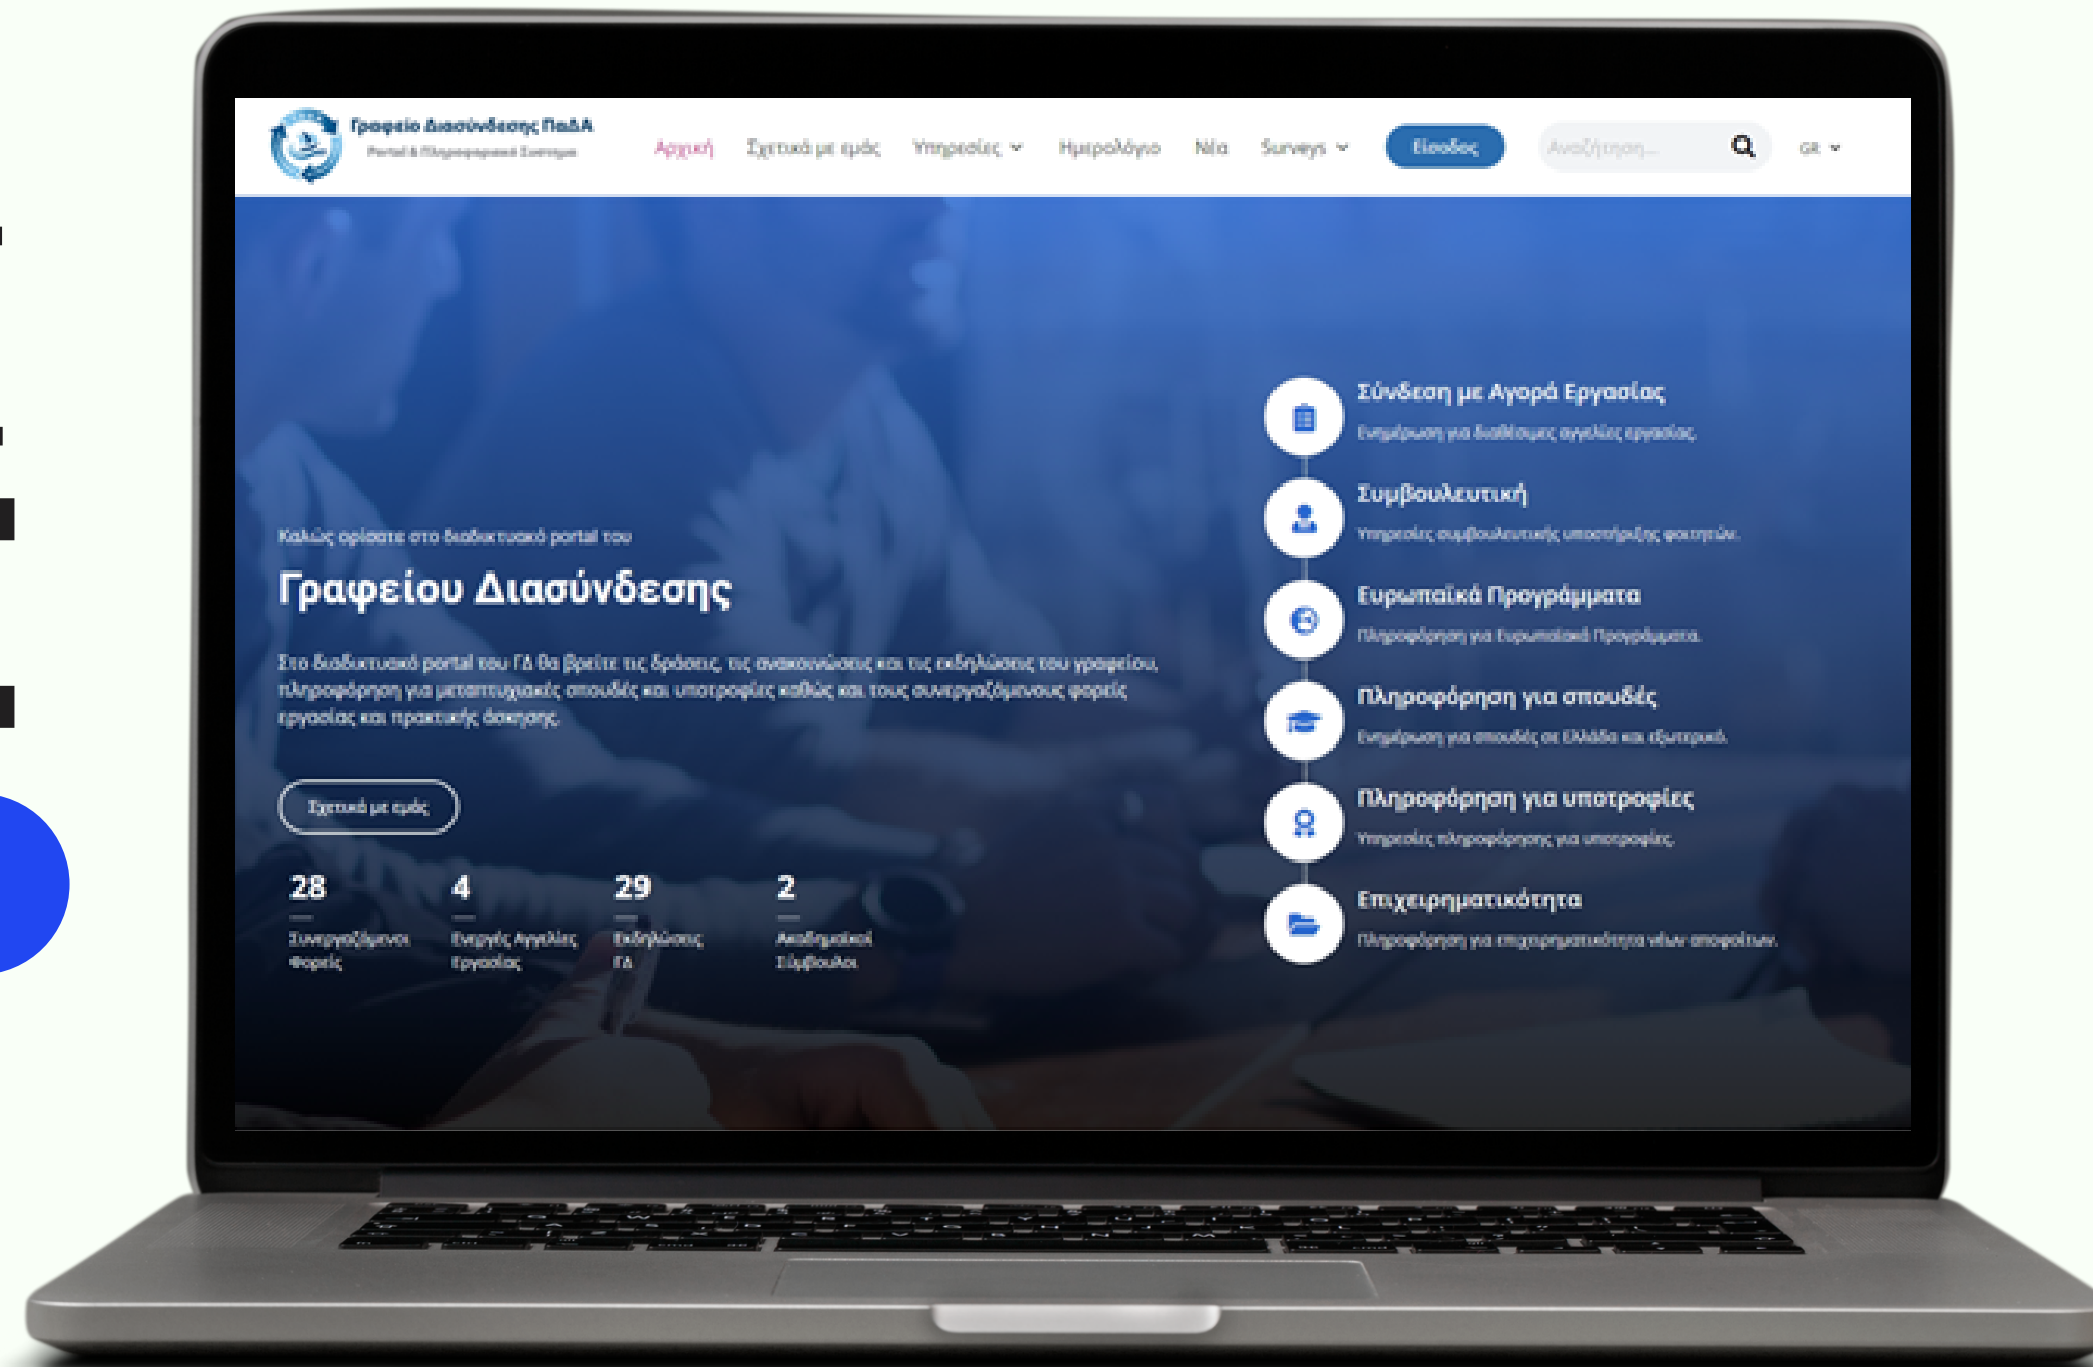 Γραφείο Διασύνδεσης ΠαΔΑ
Portal & Πληροφοριακό Σύστημα
Αρχική Σχετικά με εμάς Υπηρεσίες Ημερολόγιο Νέα Surveys Είσοδος Αναζήτηση... GR
Καλώς ορίσατε στο διαδικτυακό portal του
Γραφείου Διασύνδεσης
Στο διαδικτυακό portal του ΓΔ θα βρείτε τις δράσεις, τις ανακοινώσεις και τις εκδηλώσεις του γραφείου,
πληροφόρηση για μεταπτυχιακές σπουδές και υποτροφίες καθώς και τους συνεργαζόμενους φορείς
εργασίας και πρακτικής άσκησης.
Σχετικά με εμάς
28
Συνεργαζόμενοι
Φορείς
4
Ενεργές Αγγελίες
Εργασίας
29
Εκδηλώσεις
ΓΔ
2
Ακαδημαϊκοί
Σύμβουλοι
Σύνδεση με Αγορά Εργασίας
Ενημέρωση για διαθέσιμες αγγελίες εργασίας.
Συμβουλευτική
Υπηρεσίες συμβουλευτικής υποστήριξης φοιτητών.
Ευρωπαϊκά Προγράμματα
Πληροφόρηση για Ευρωπαϊακά Προγράμματα.
Πληροφόρηση για σπουδές
Ενημέρωση για σπουδές σε Ελλάδα και εξωτερικό.
Πληροφόρηση για υποτροφίες
Υπηρεσίες πληροφόρησης για υποτροφίες.
Επιχειρηματικότητα
Πληροφόρηση για επιχειρηματικότητα νέων αποφοίτων.